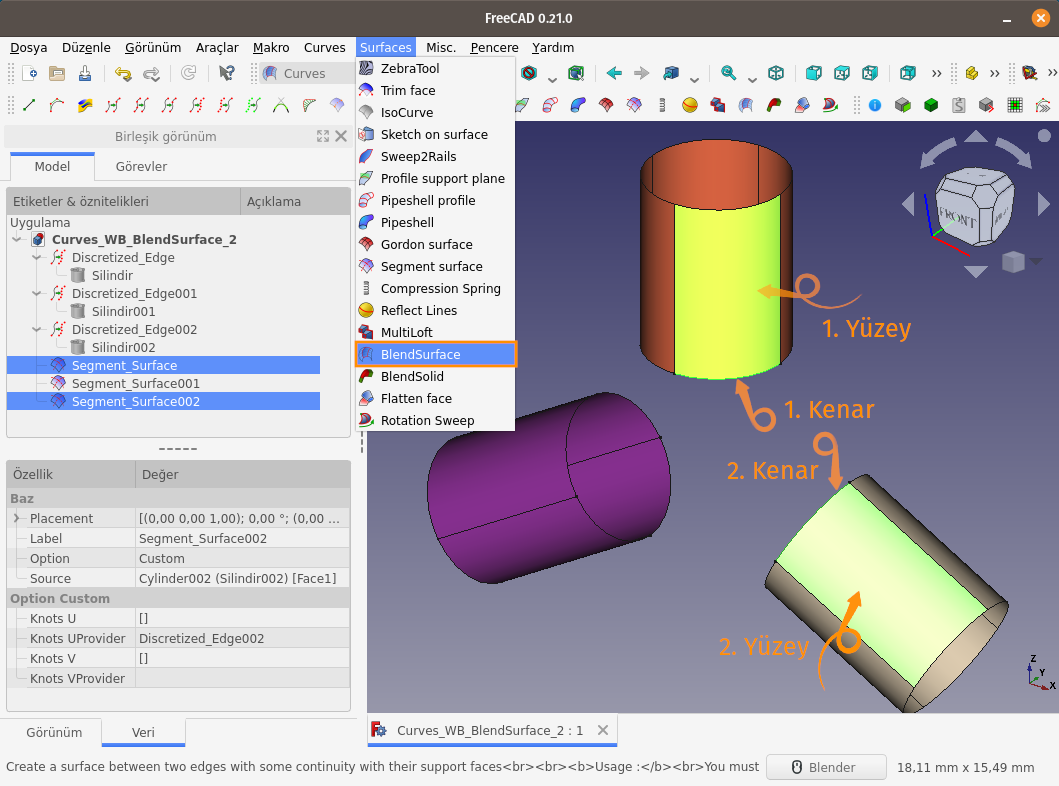 FreeCAD 0.21.0
Dosya Düzenle Görünüm Araçlar Makro Curves Surfaces Misc. Pencere Yardım
Curves
ZebraTool
Trim face
IsoCurve
Sketch on surface
Sweep2Rails
Profile support plane
Pipeshell profile
Pipeshell
Gordon surface
Segment surface
Compression Spring
Reflect Lines
MultiLoft
BlendSurface
BlendSolid
Flatten face
Rotation Sweep
Birleşik görünüm
Model Görevler
Etiketler & öznitelikleri Açıklama
Uygulama
Curves_WB_BlendSurface_2
Discretized_Edge
Silindir
Discretized_Edge001
Silindir001
Discretized_Edge002
Silindir002
Segment_Surface
Segment_Surface001
Segment_Surface002
Özellik Değer
Baz
Placement [(0,00 0,00 1,00); 0,00 °; (0,00 ...
Label Segment_Surface002
Option Custom
Source Cylinder002 (Silindir002) [Face1]
Option Custom
Knots U []
Knots UProvider Discretized_Edge002
Knots V []
Knots VProvider
Görünüm Veri
FRONT
1. Yüzey
1. Kenar
2. Kenar
2. Yüzey
Z
Y
X
Curves_WB_BlendSurface_2 : 1
Create a surface between two edges with some continuity with their support faces<br><br><b>Usage :</b><br>You must
Blender
18,11 mm x 15,49 mm